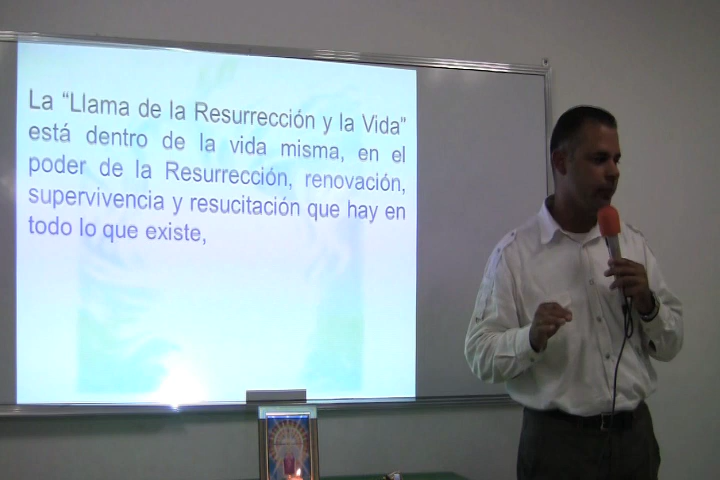 La “Llama de la Resurrección y la Vida"
está dentro de la vida misma, en el
poder de la Resurrección, renovación,
supervivencia y resucitación que hay en
todo lo que existe,